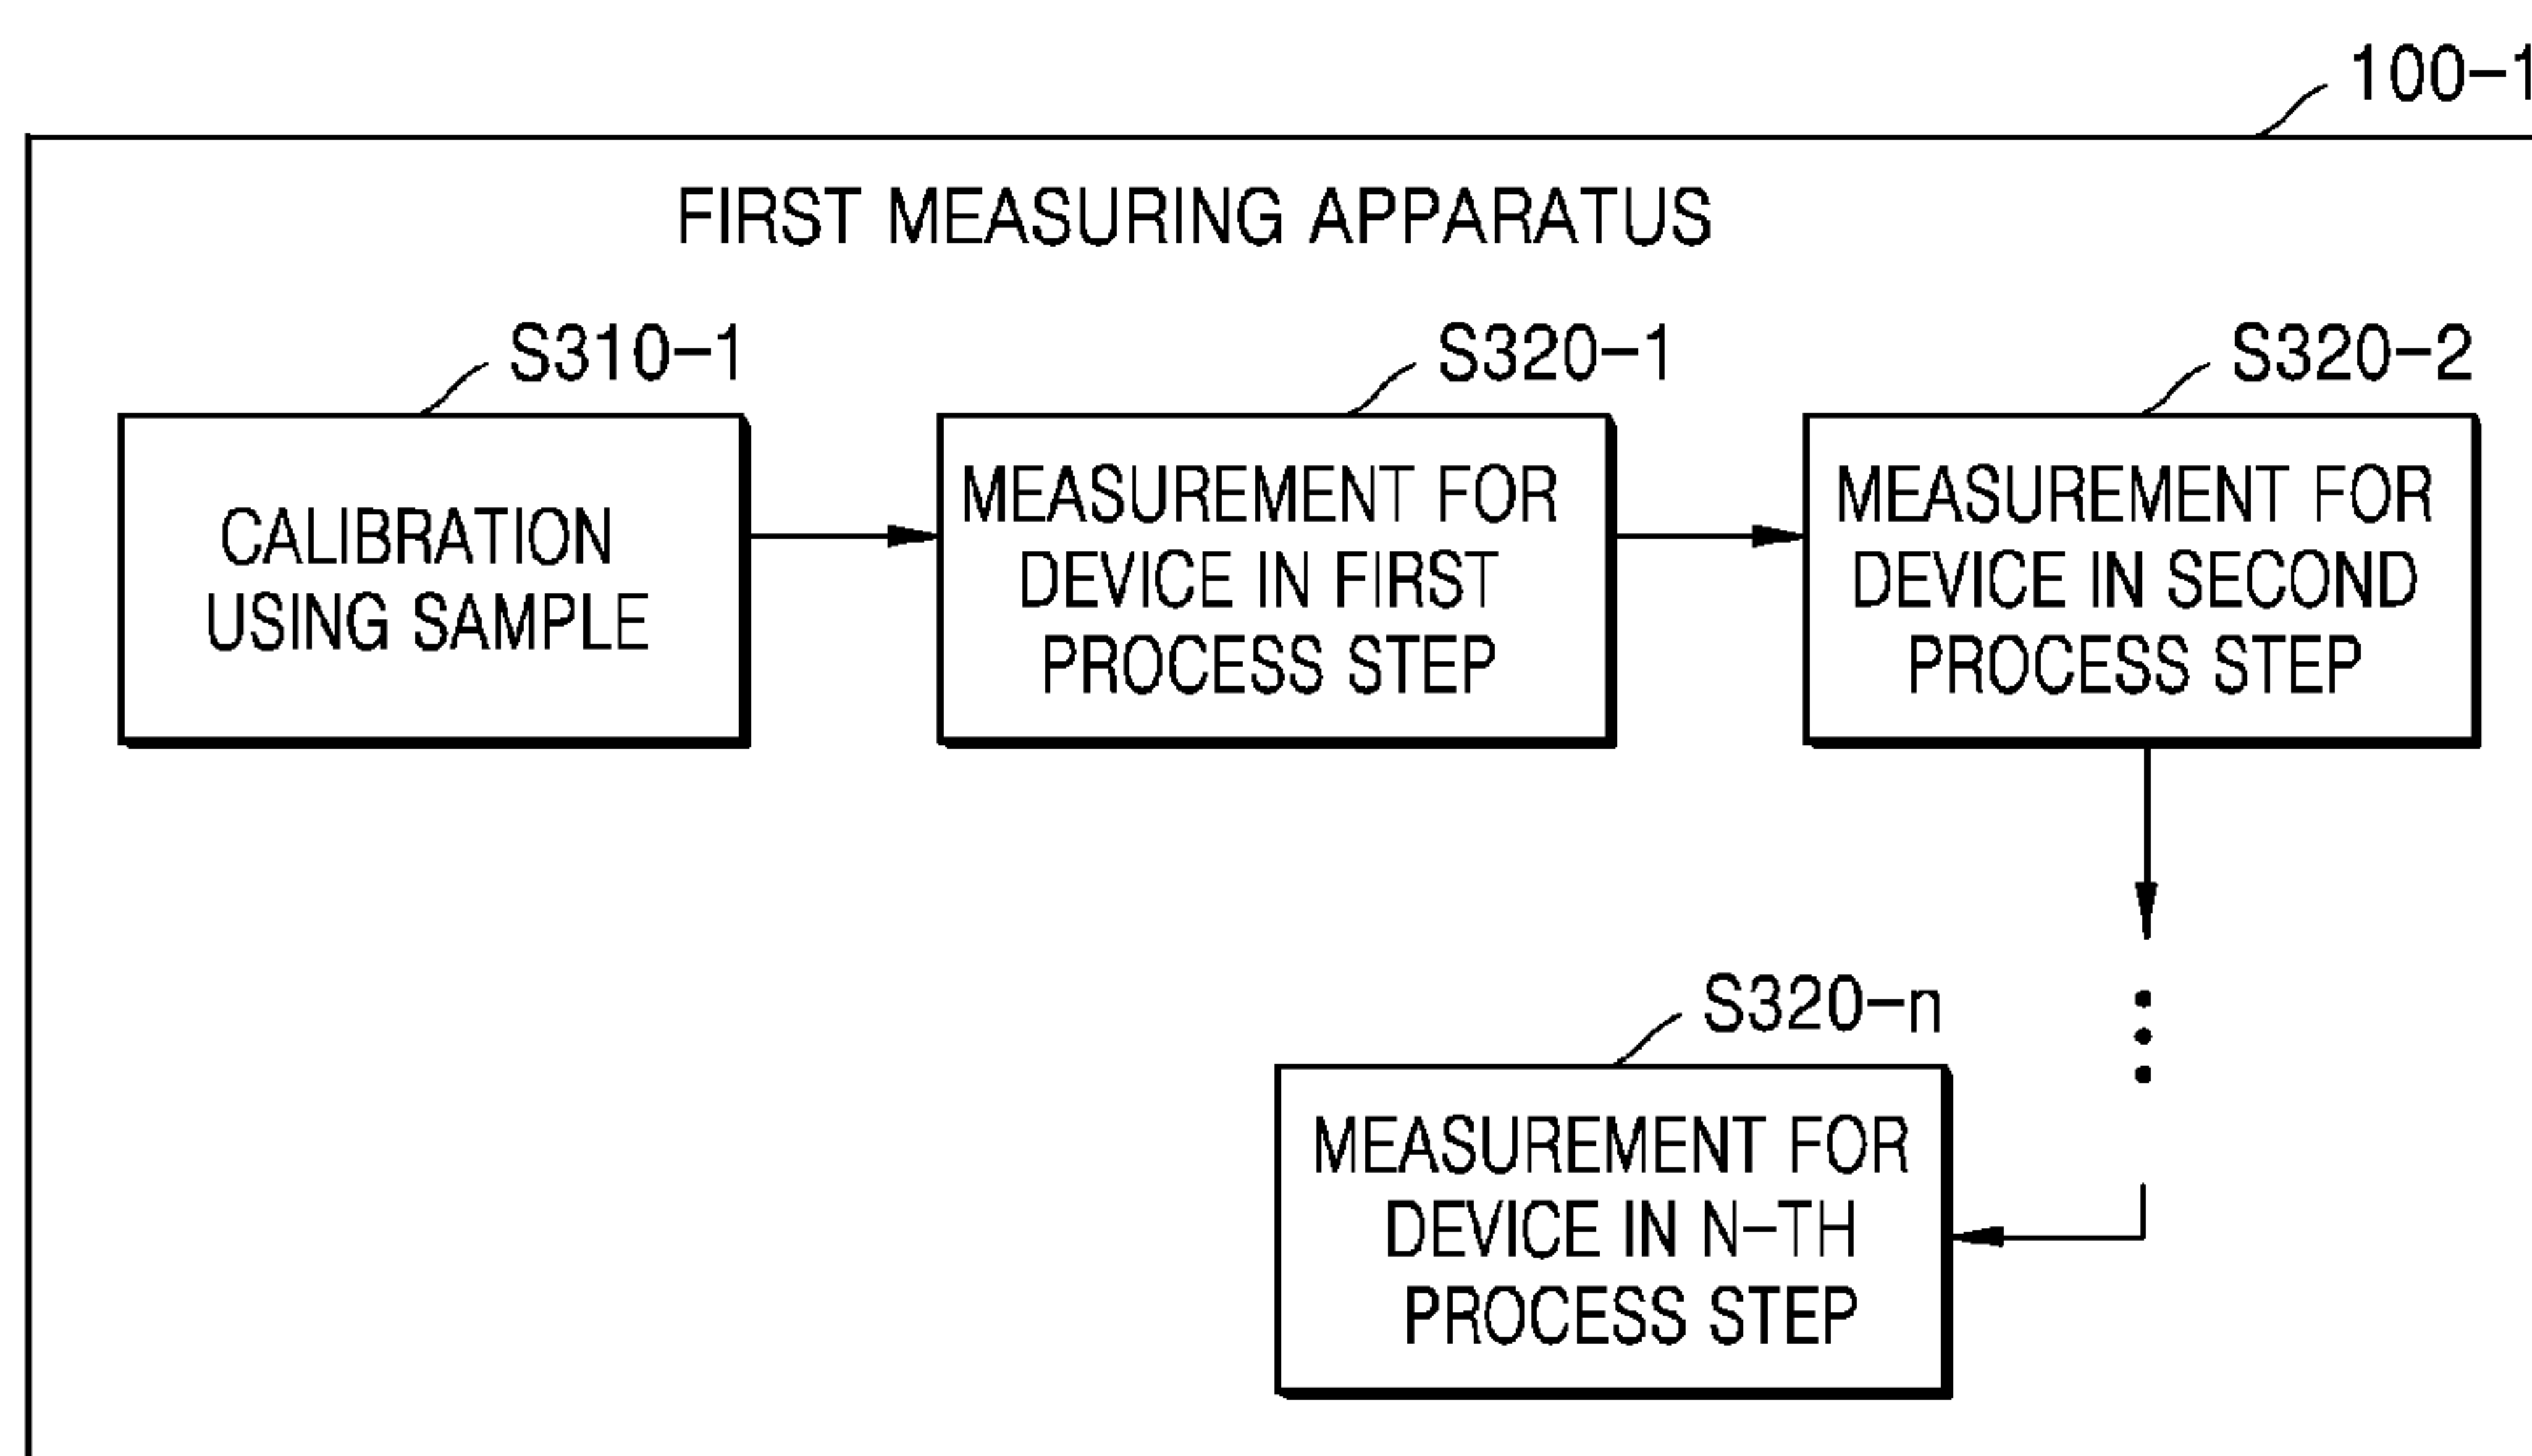 100-1
FIRST MEASURING APPARATUS
S310-1
S320-1
S320-2
CALIBRATION
USING SAMPLE
MEASUREMENT FOR
DEVICE IN FIRST
PROCESS STEP
MEASUREMENT FOR
DEVICE IN SECOND
PROCESS STEP
S320-n
MEASUREMENT FOR
DEVICE IN N-TH
PROCESS STEP